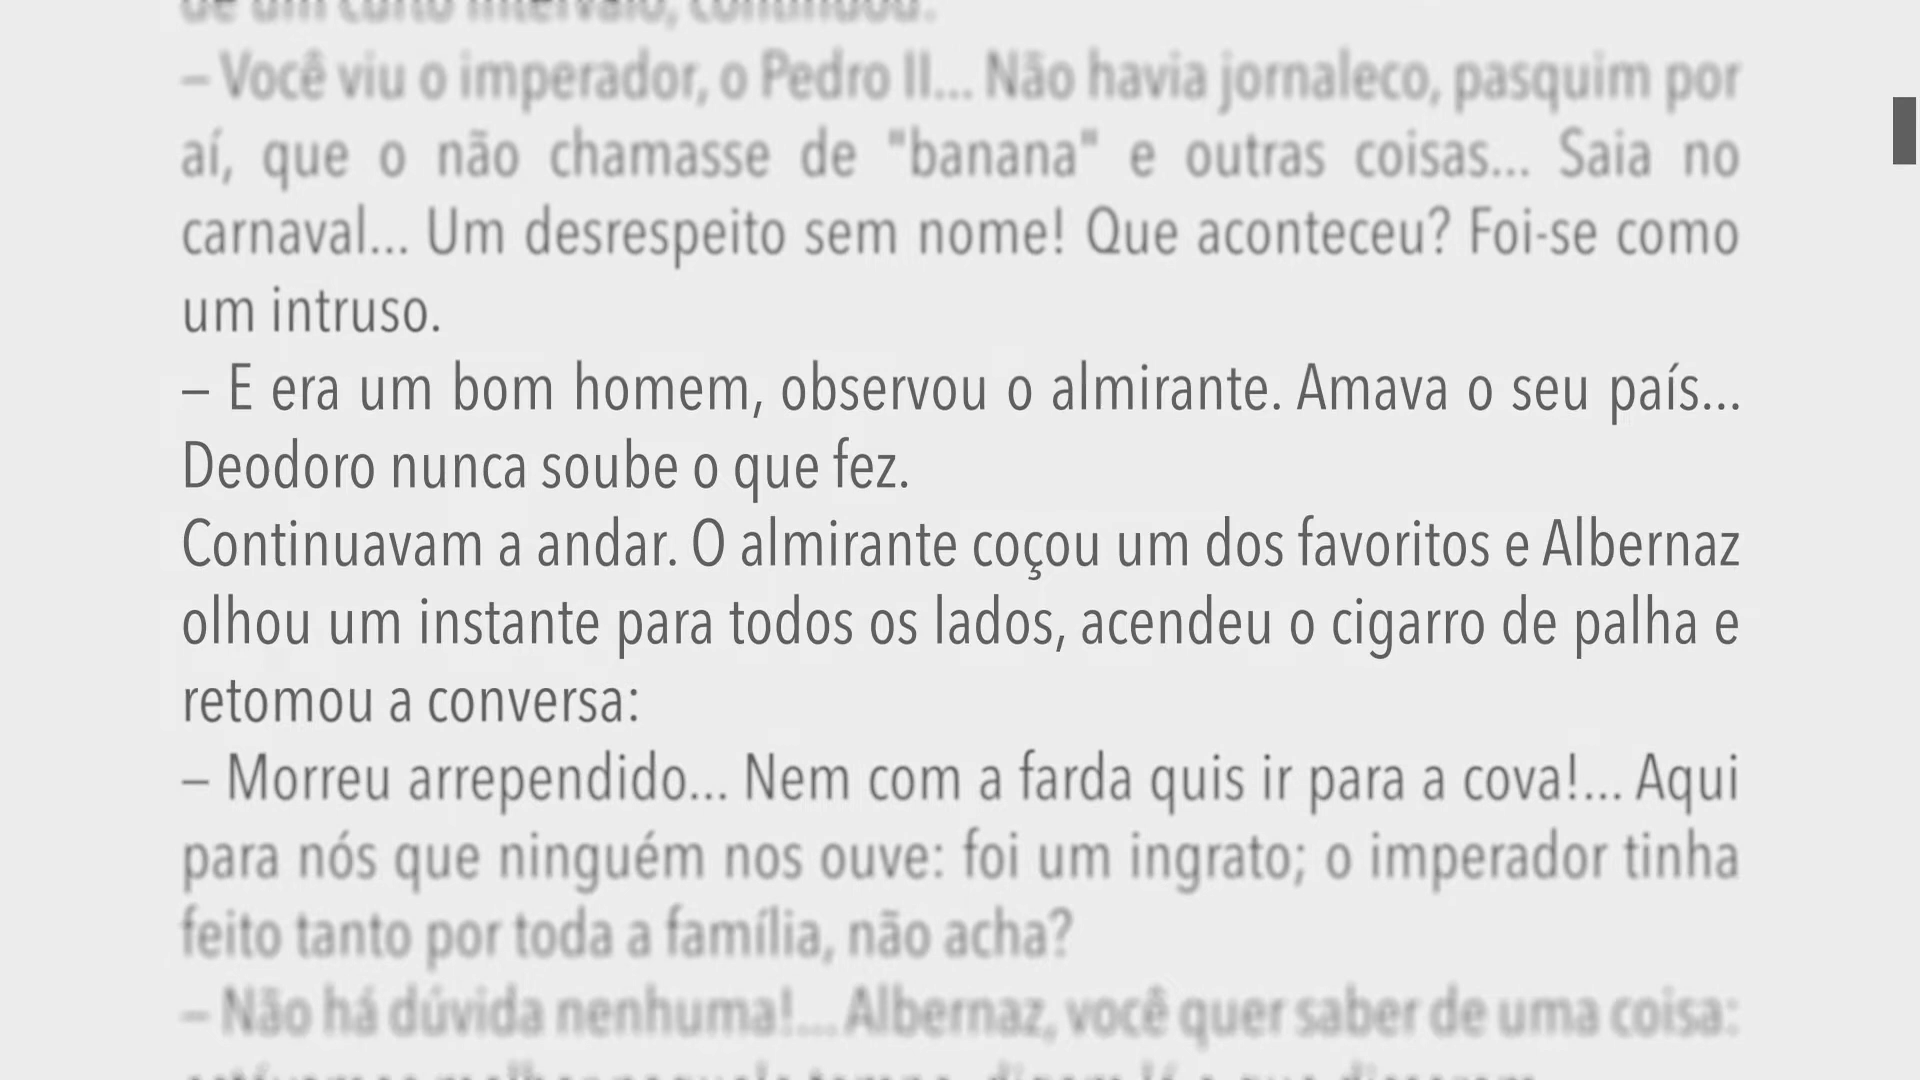 de um curto intervalo, continuou:
– Você viu o imperador, o Pedro II... Não havia jornaleco, pasquim por
aí, que o não chamasse de "banana" e outras coisas... Saia no
carnaval... Um desrespeito sem nome! Que aconteceu? Foi-se como
um intruso.
– E era um bom homem, observou o almirante. Amava o seu país...
Deodoro nunca soube o que fez.
Continuavam a andar. O almirante coçou um dos favoritos e Albernaz
olhou um instante para todos os lados, acendeu o cigarro de palha e
retomou a conversa:
– Morreu arrependido... Nem com a farda quis ir para a cova!... Aqui
para nós que ninguém nos ouve: foi um ingrato; o imperador tinha
feito tanto por toda a família, não acha?
– Não há dúvida nenhuma!... Albernaz, você quer saber de uma coisa: